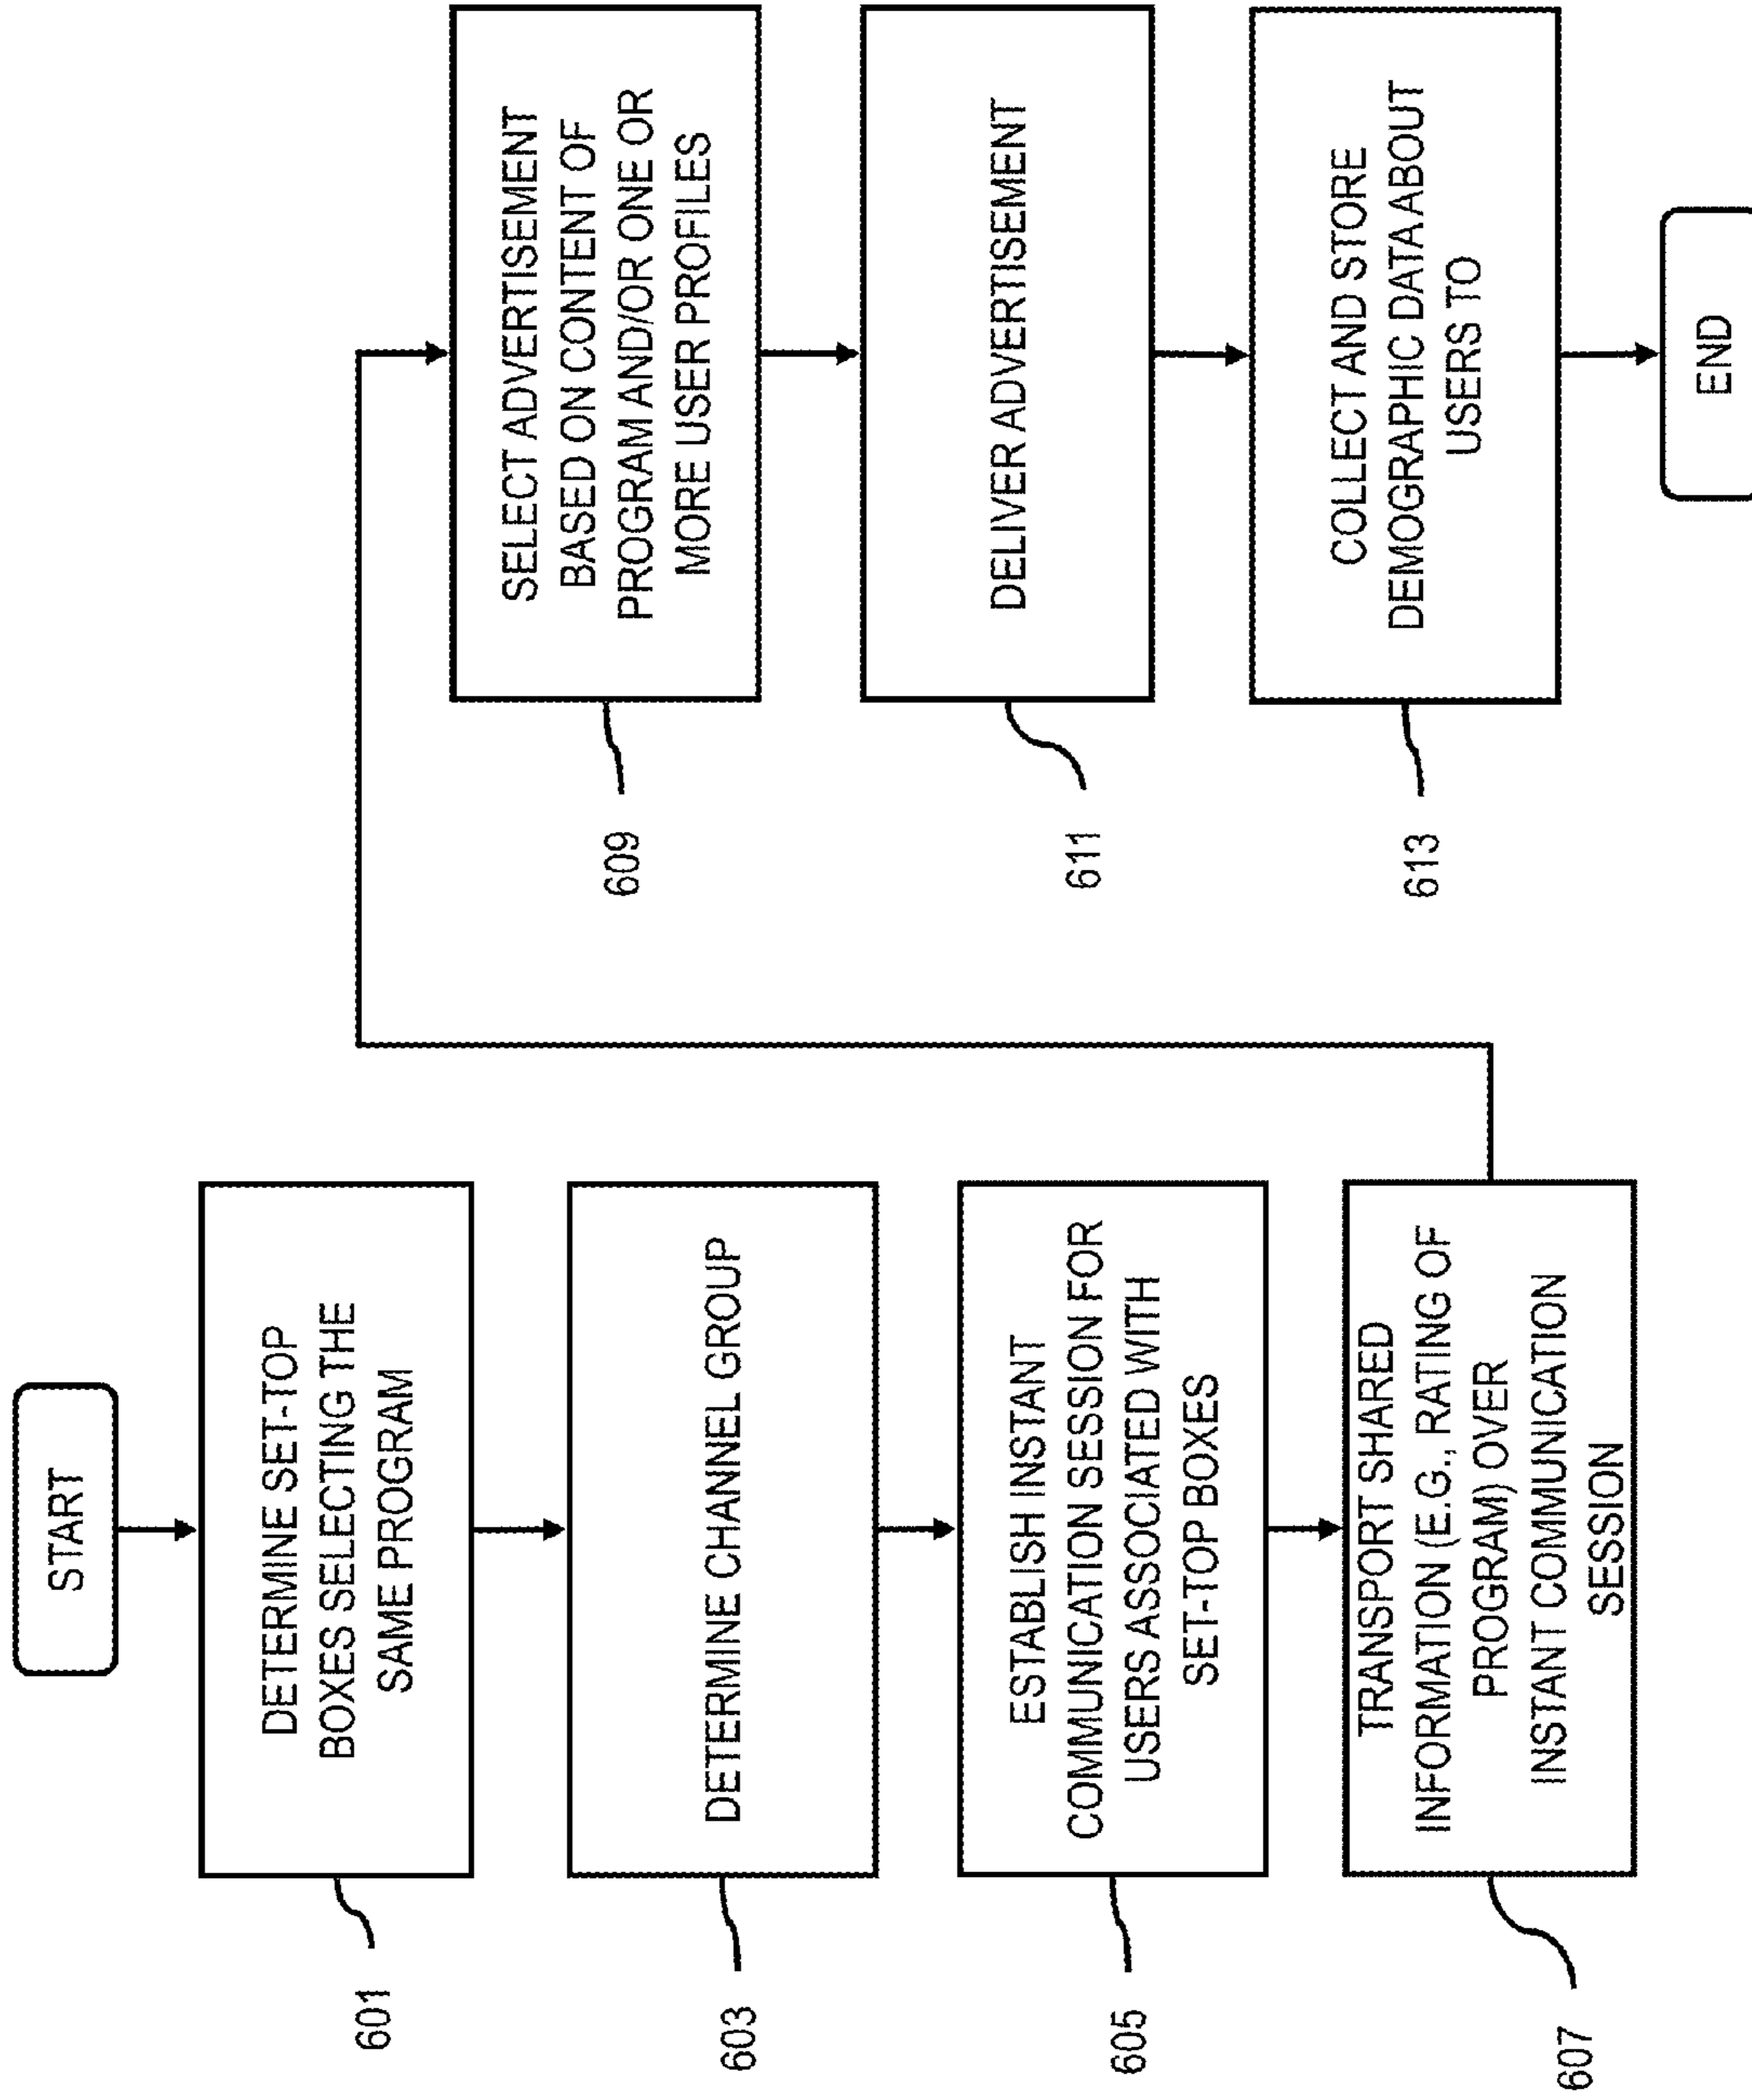 START
DETERMINE SET-TOP
BOXES SELECTING THE
SAME PROGRAM
601
DETERMINE CHANNEL GROUP
603
ESTABLISH INSTANT
COMMUNICATION SESSION FOR
USERS ASSOCIATED WITH
SET-TOP BOXES
605
TRANSPORT SHARED
INFORMATION (E.G., RATING OF
PROGRAM) OVER
INSTANT COMMUNICATION
SESSION
607
SELECT ADVERTISEMENT
BASED ON CONTENT OF
PROGRAM AND/OR ONE OR
MORE USER PROFILES
609
DELIVER ADVERTISEMENT
611
COLLECT AND STORE
DEMOGRAPHIC DATA ABOUT
USERS TO
613
END